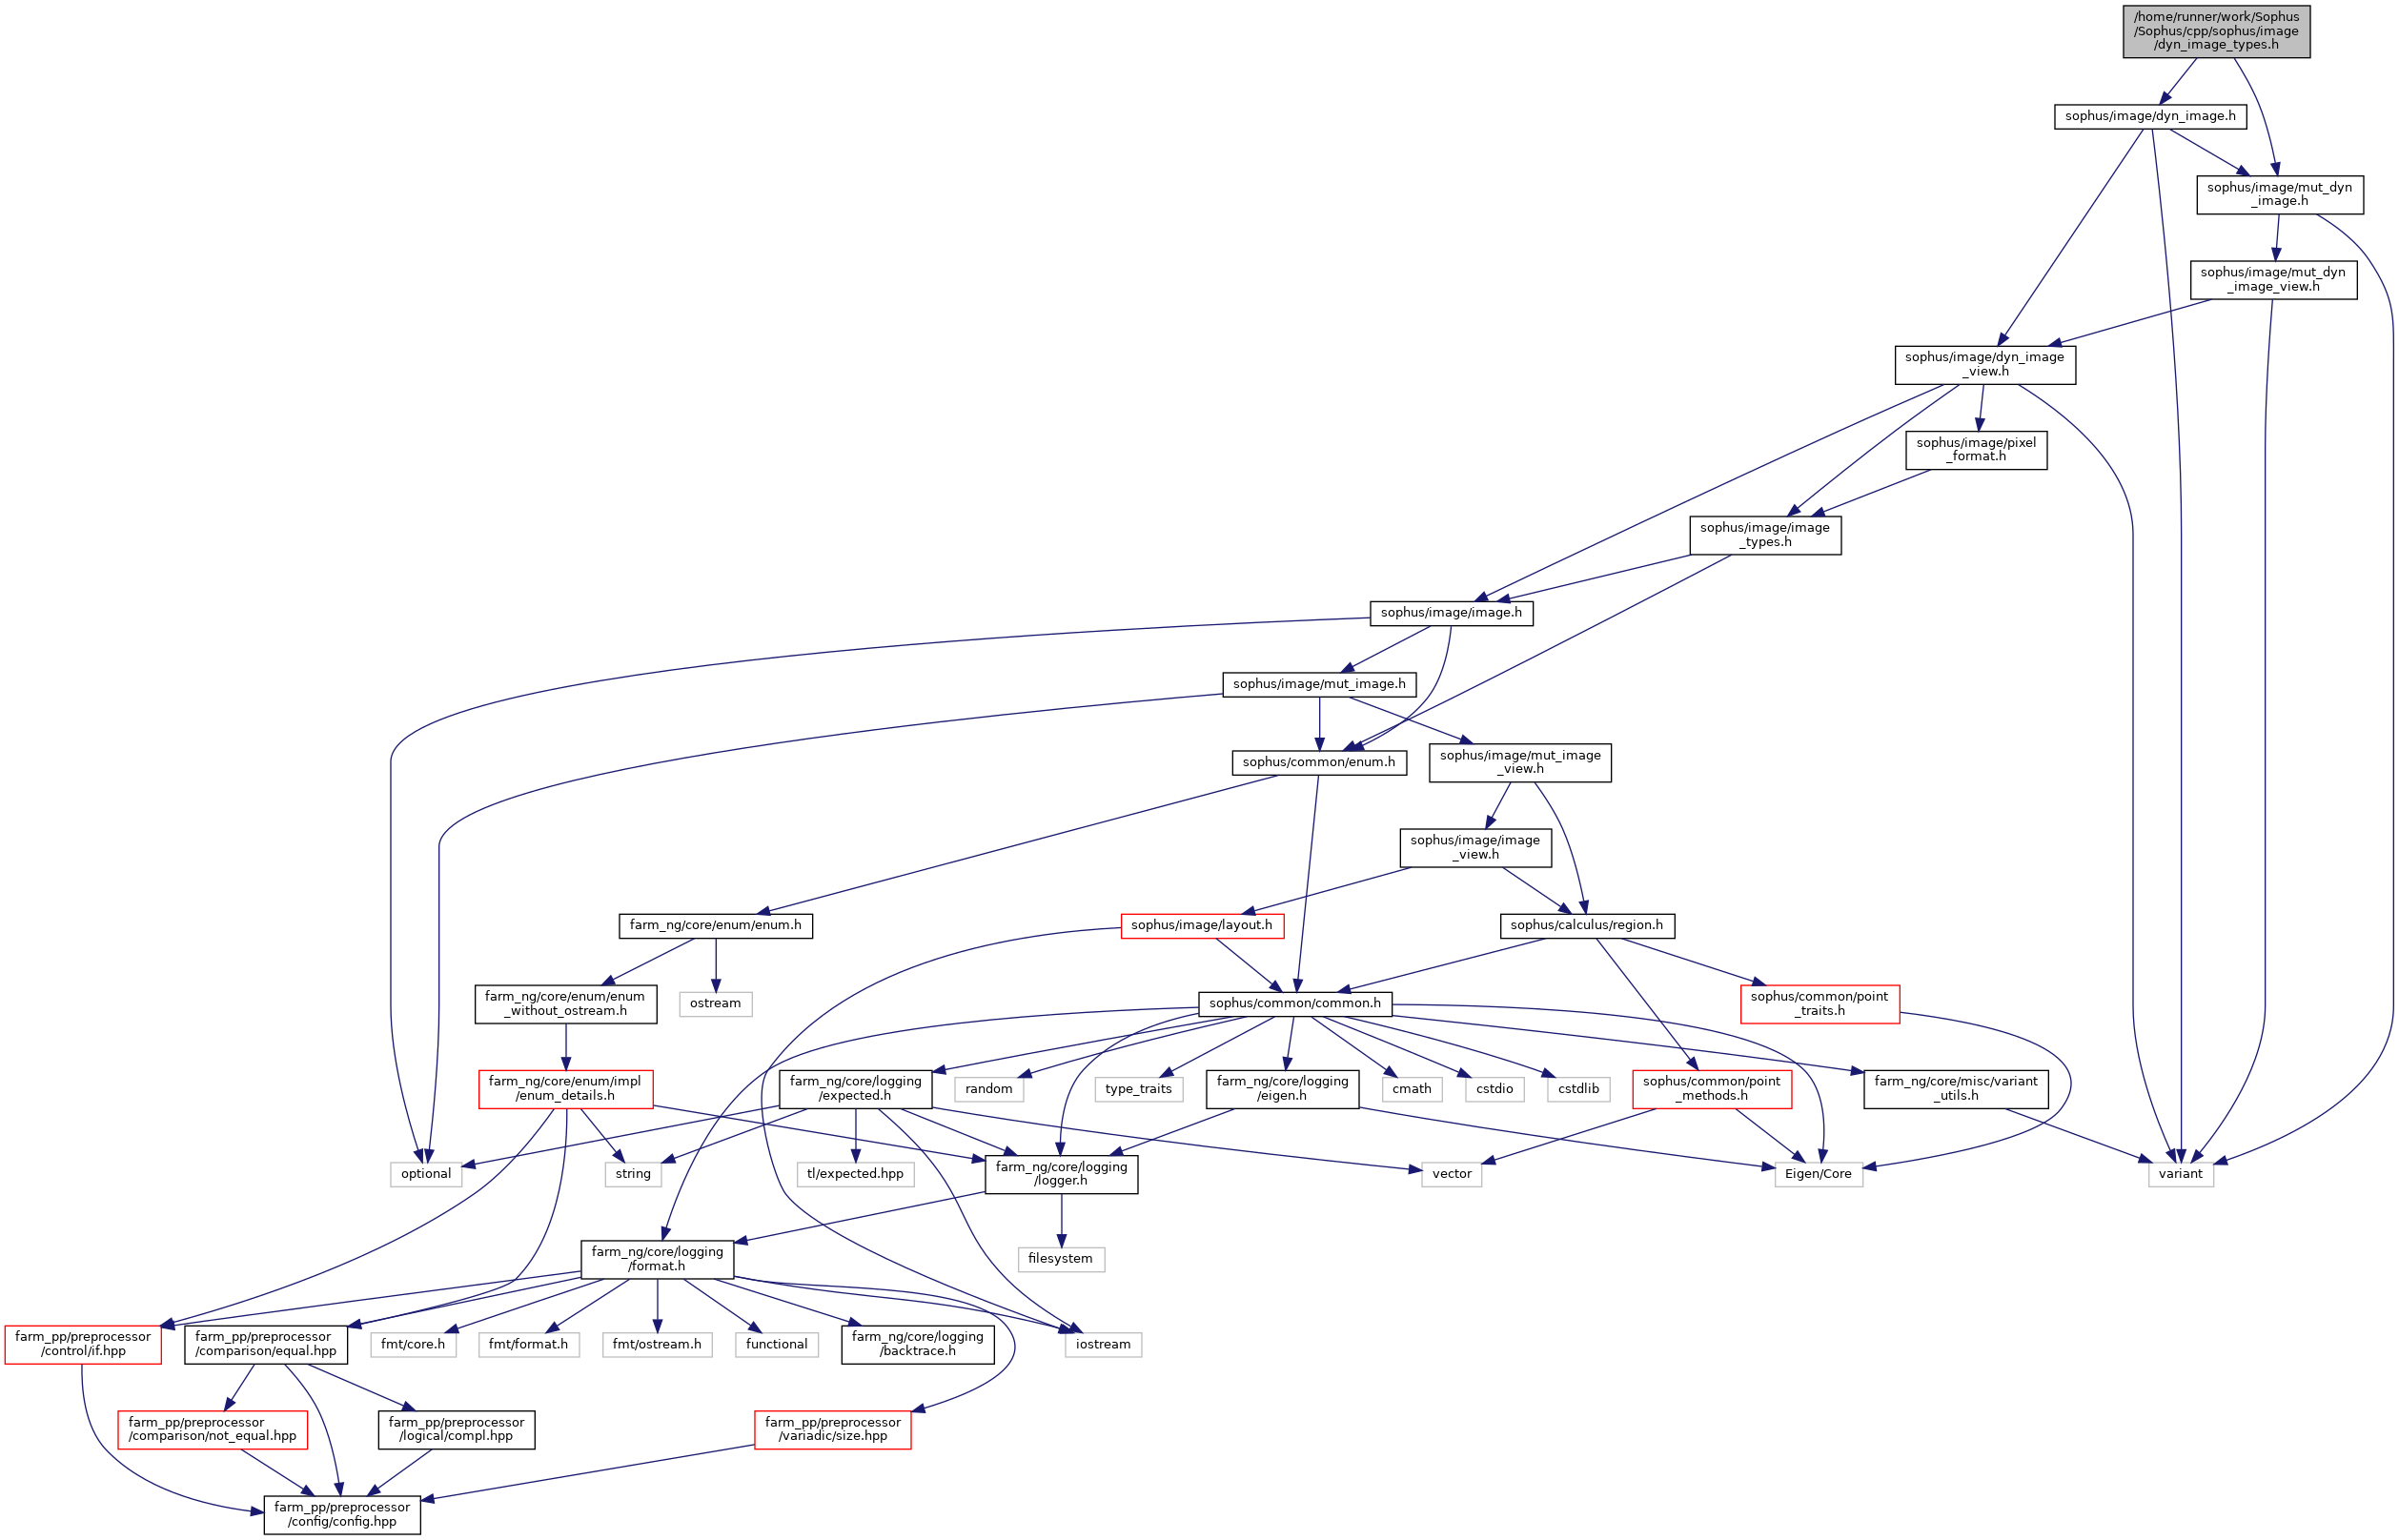 /home/runner/work/Sophus
/Sophus/cpp/sophus/image
/dyn_image_types.h
sophus/image/dyn_image.h
sophus/image/mut_dyn
_image.h
sophus/image/mut_dyn
_image_view.h
sophus/image/dyn_image
_view.h
sophus/image/pixel
_format.h
sophus/image/image
_types.h
sophus/image/image.h
sophus/image/mut_image.h
sophus/common/enum.h
sophus/image/mut_image
_view.h
sophus/image/image
_view.h
farm_ng/core/enum/enum.h
sophus/image/layout.h
sophus/calculus/region.h
farm_ng/core/enum/enum
_without_ostream.h
ostream
sophus/common/common.h
sophus/common/point
_traits.h
farm_ng/core/enum/impl
/enum_details.h
farm_ng/core/logging
/expected.h
random
type_traits
farm_ng/core/logging
/eigen.h
cmath
cstdio
cstdlib
sophus/common/point
_methods.h
farm_ng/core/misc/variant
_utils.h
optional
string
tl/expected.hpp
farm_ng/core/logging
/logger.h
vector
Eigen/Core
variant
farm_ng/core/logging
/format.h
filesystem
farm_pp/preprocessor
/control/if.hpp
farm_pp/preprocessor
/comparison/equal.hpp
fmt/core.h
fmt/format.h
fmt/ostream.h
functional
farm_ng/core/logging
/backtrace.h
iostream
farm_pp/preprocessor
/comparison/not_equal.hpp
farm_pp/preprocessor
/logical/compl.hpp
farm_pp/preprocessor
/variadic/size.hpp
farm_pp/preprocessor
/config/config.hpp